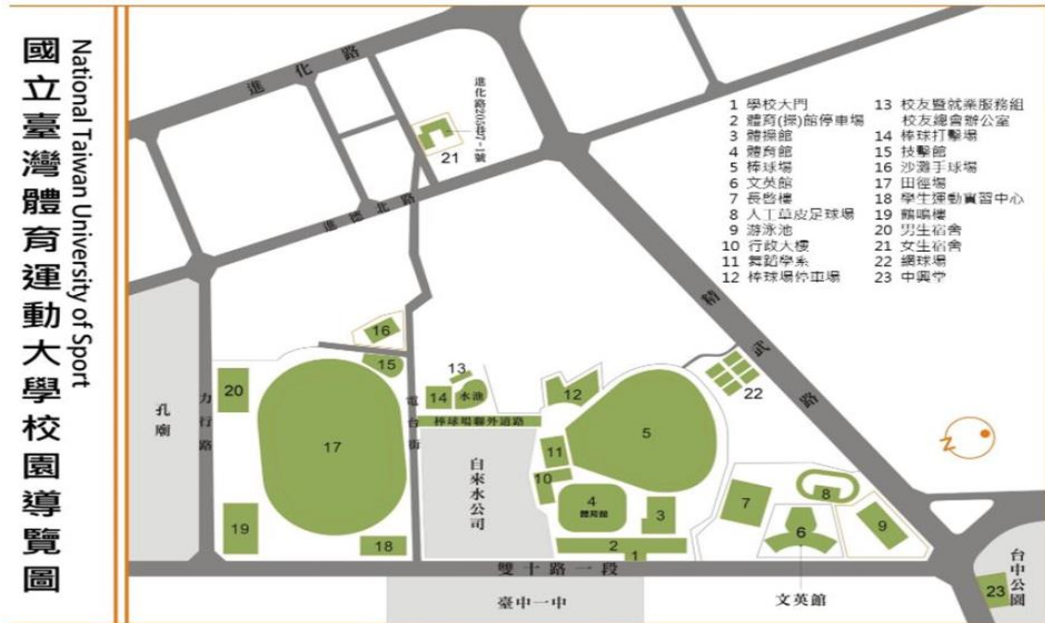 國立臺灣體育運動大學校園導覽圖
National Taiwan University of Sport
進化路
進化路205巷7-1號
21
1 學校大門
2 體育(操)館停車場
3 體操館
4 體育館
5 棒球場
6 文英館
7 長啓樓
8 人工草皮足球場
9 游泳池
10 行政大樓
11 舞蹈學系
12 棒球場停車場
13 校友暨就業服務組
校友總會辦公室
14 棒球打擊場
15 技擊館
16 沙灘手球場
17 田徑場
18 學生運動實習中心
19 鵬鳴樓
20 男生宿舍
21 女生宿舍
22 網球場
23 中興堂
進德北路
精武路
16
15
13
14
水池
12
22
20
力行路
孔廟
17
電台街
棒球場聯外道路
自來水公司
11
10
5
4
體育館
3
7
8
6
9
N
19
18
2
1
雙十路一段
臺中一中
文英館
23
台中公園